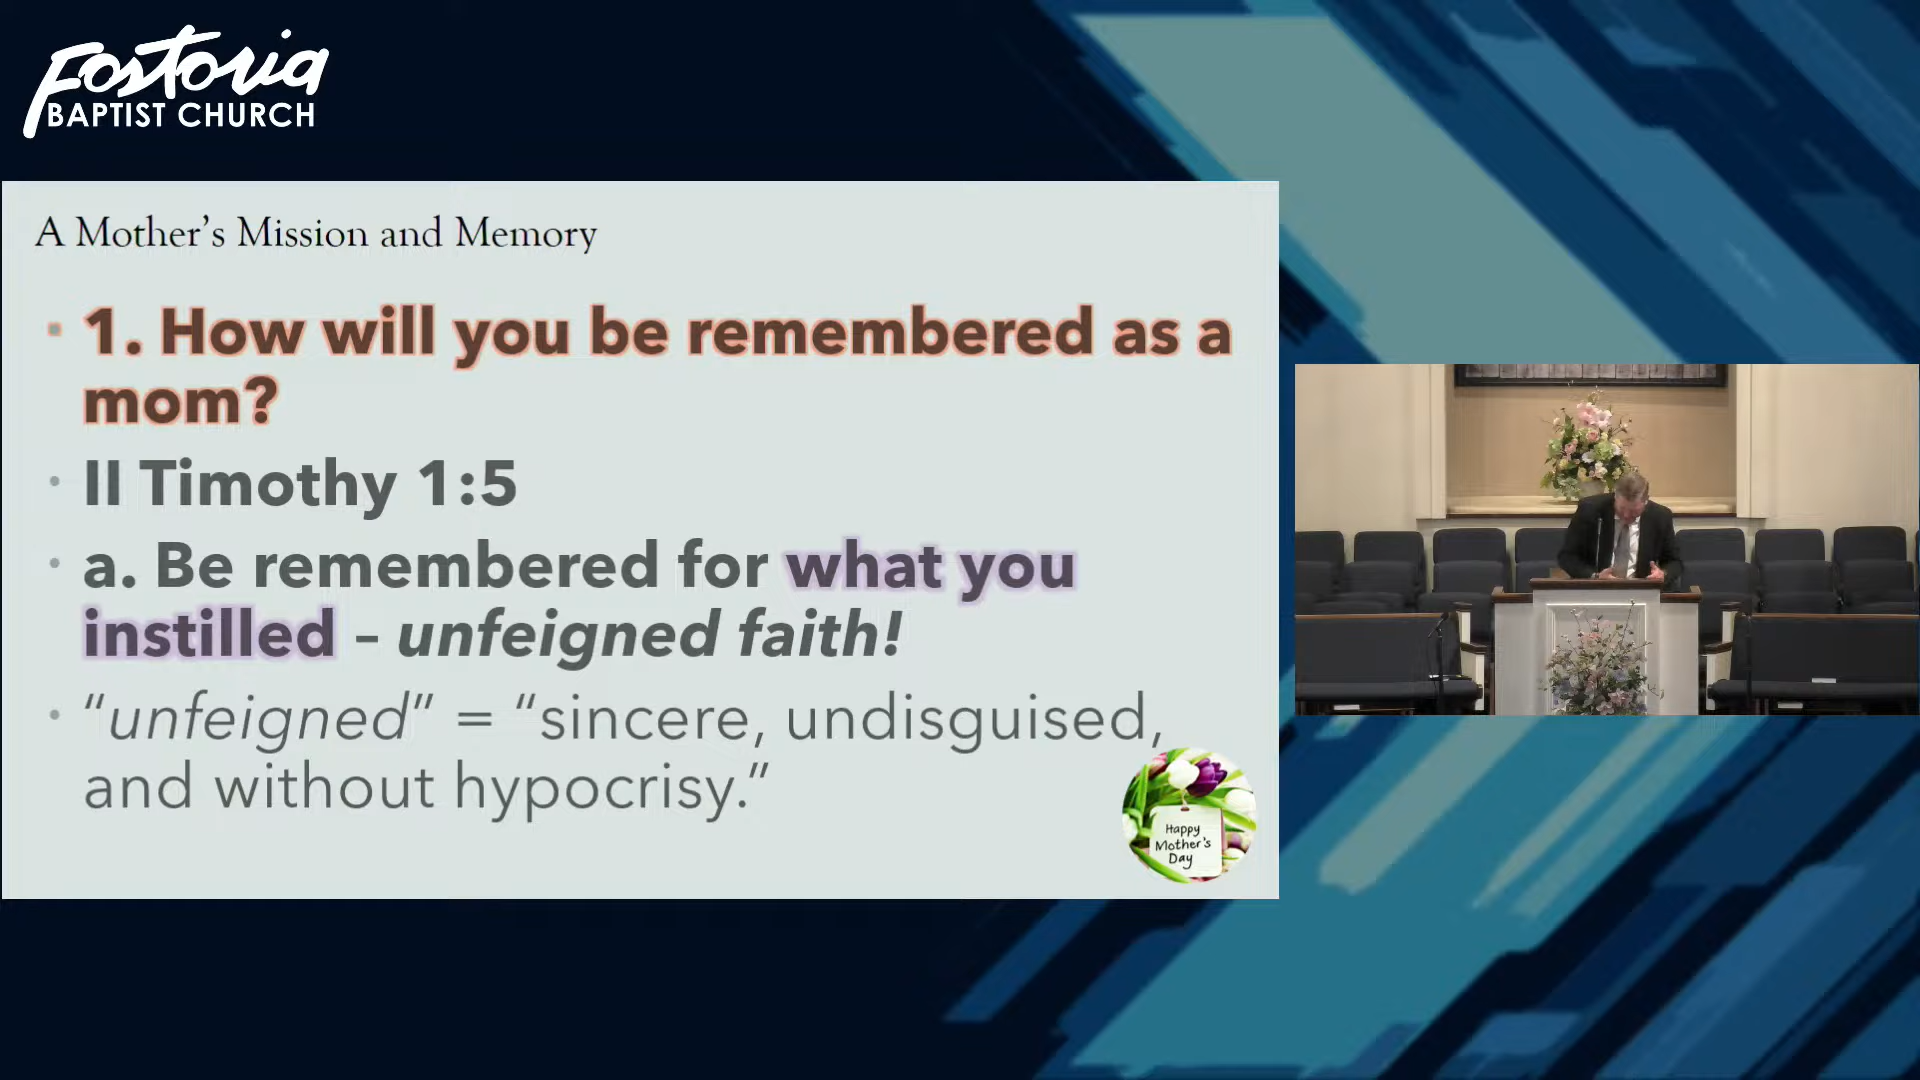 Fostoria
BAPTIST CHURCH
A Mother’s Mission and Memory
1. How will you be remembered as a
mom?
II Timothy 1:5
a. Be remembered for what you
instilled – unfeigned faith!
“unfeigned” = “sincere, undisguised,
and without hypocrisy.”
Happy
Mother's
Day